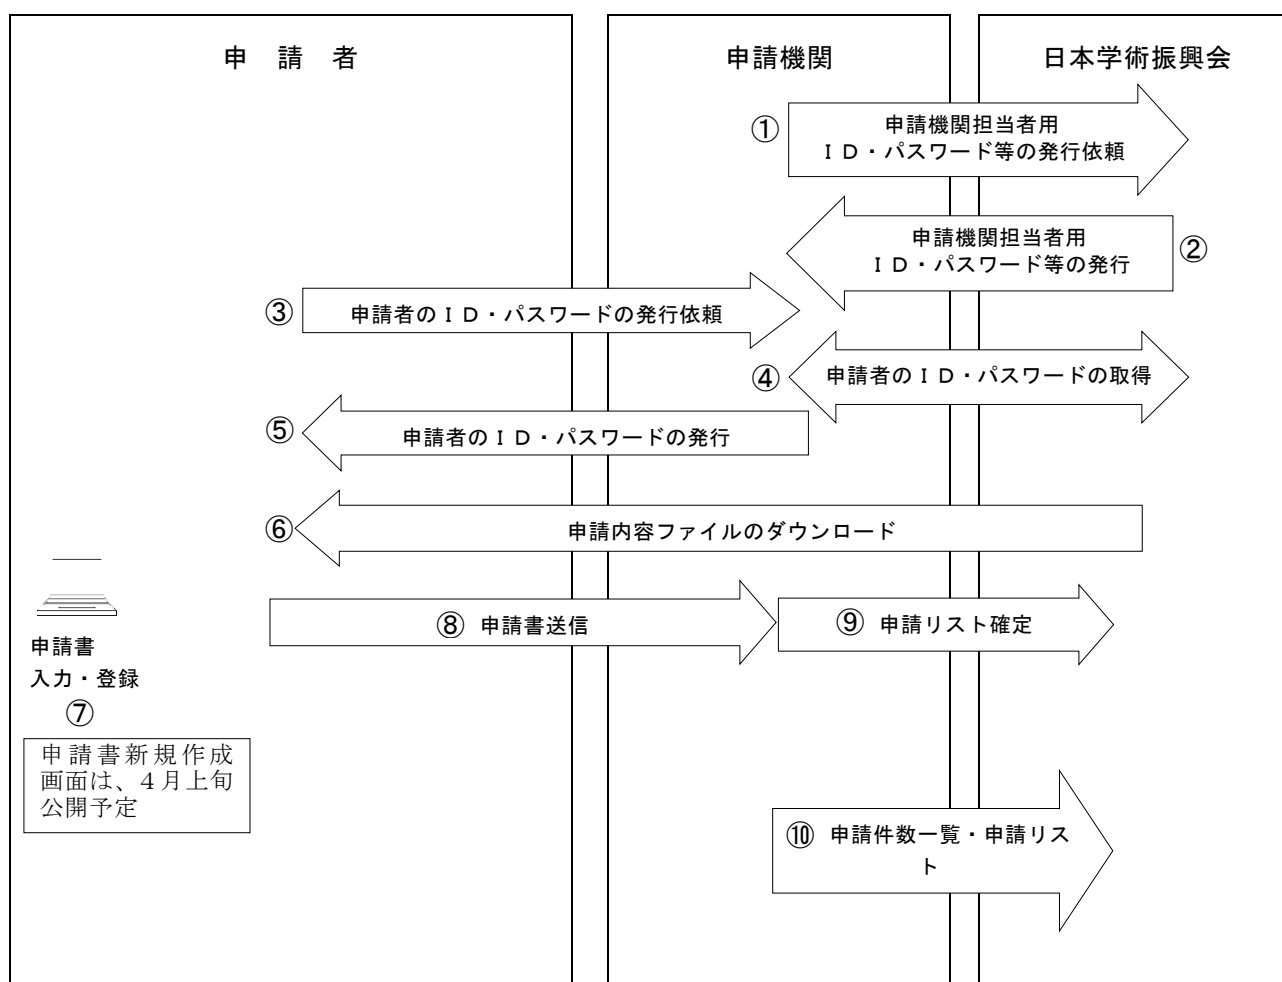 申　請　者
申請機関
日本学術振興会
①
申請機関担当者用
ＩＤ・パスワード等の発行依頼
申請機関担当者用
ＩＤ・パスワード等の発行
②
③
申請者のＩＤ・パスワードの発行依頼
④
申請者のＩＤ・パスワードの取得
⑤
申請者のＩＤ・パスワードの発行
⑥
申請内容ファイルのダウンロード
⑧ 申請書送信
⑨ 申請リスト確定
申請書
入力・登録
⑦
申請書新規作成
画面は、４月上旬
公開予定
⑩ 申請件数一覧・申請リス
ト